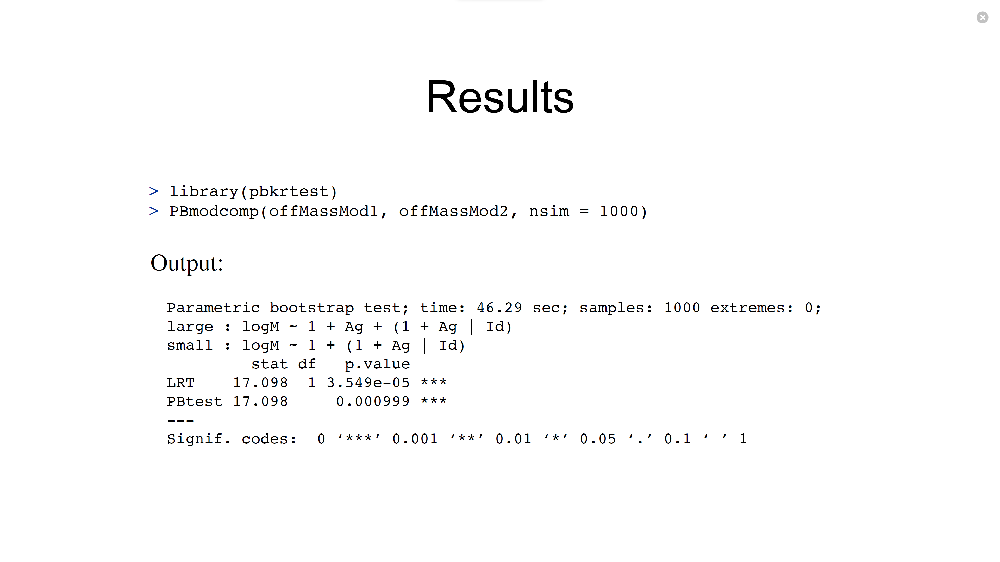 Results
> library(pbkrtest)
> PBmodcomp(offMassMod1, offMassMod2, nsim = 1000)
Output:
Parametric bootstrap test; time: 46.29 sec; samples: 1000 extremes: 0;
large : logM ~ 1 + Ag + (1 + Ag | Id)
small : logM ~ 1 + (1 + Ag | Id)
         stat df   p.value
LRT    17.098  1 3.549e-05 ***
PBtest 17.098     0.000999 ***
---
Signif. codes:  0 ‘***’ 0.001 ‘**’ 0.01 ‘*’ 0.05 ‘.’ 0.1 ‘ ’ 1